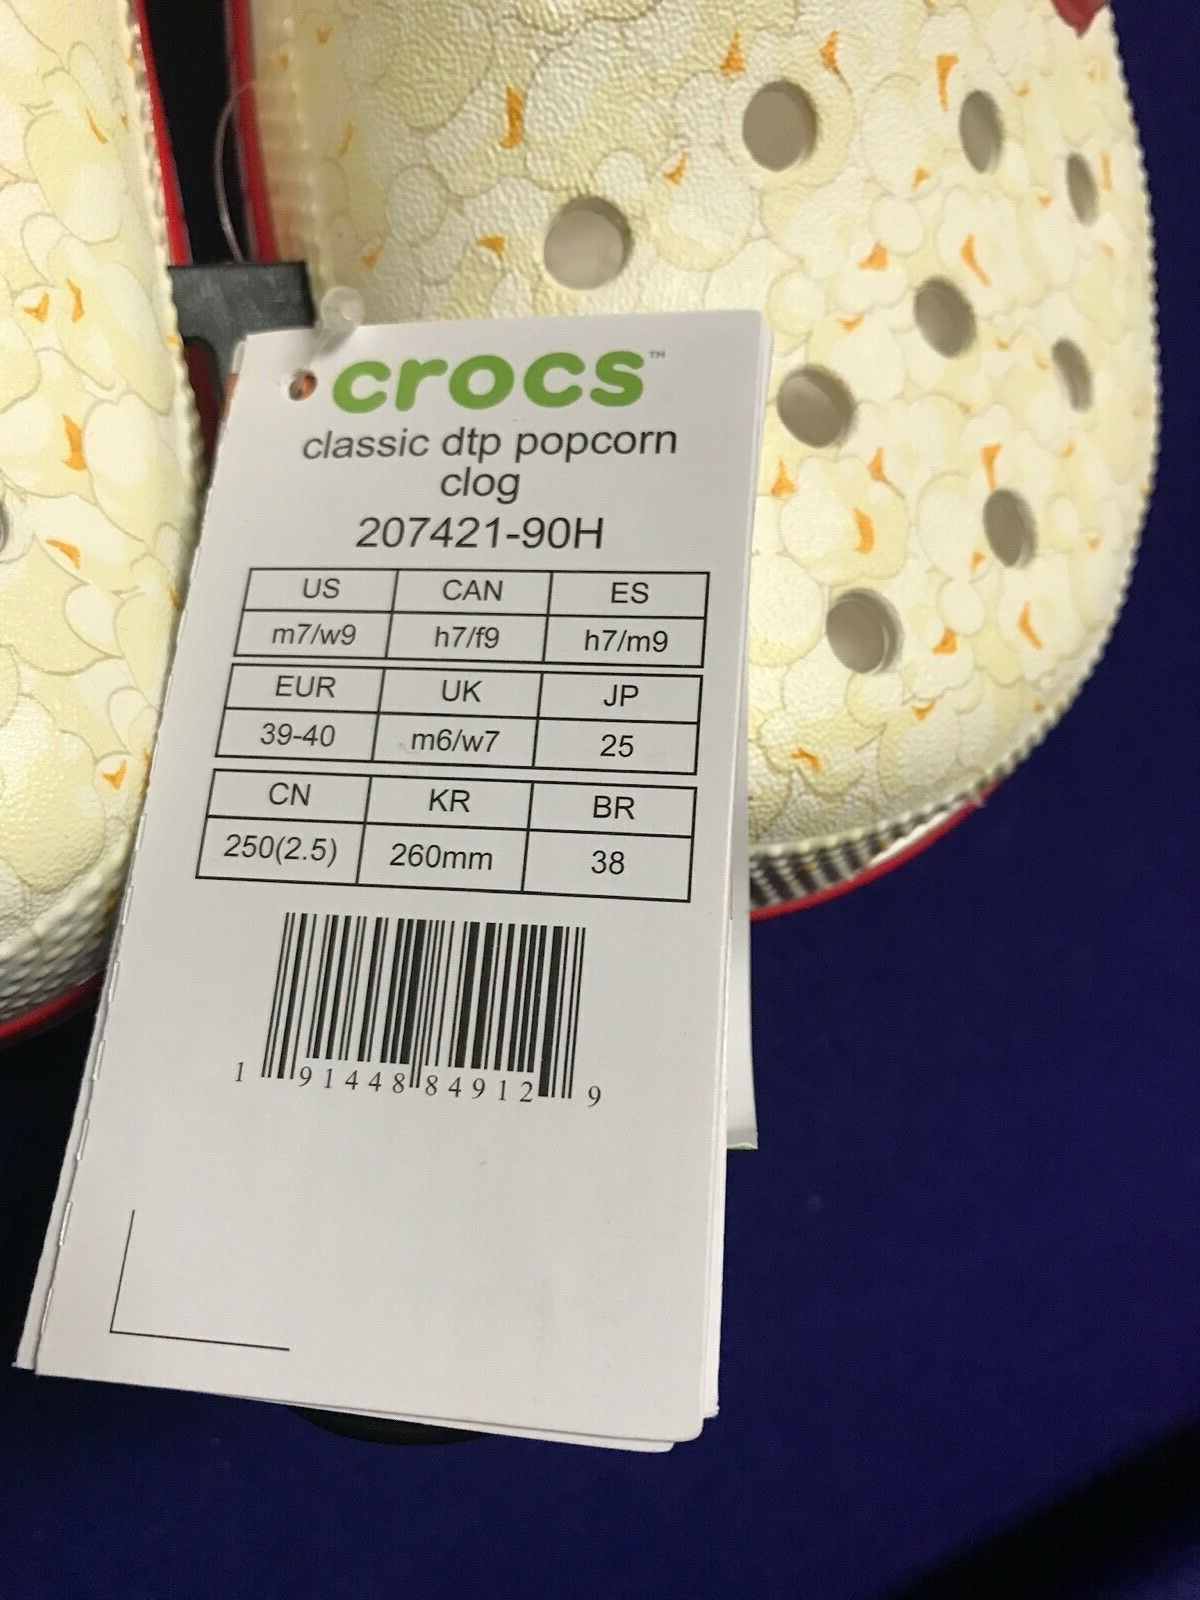 crocs™
classic dtp popcorn
clog
207421-90H
US CAN ES
m7/w9 h7/f9 h7/m9
EUR UK JP
39-40 m6/w7 25
CN KR BR
250(2.5) 260mm 38
1 91448 84912 9